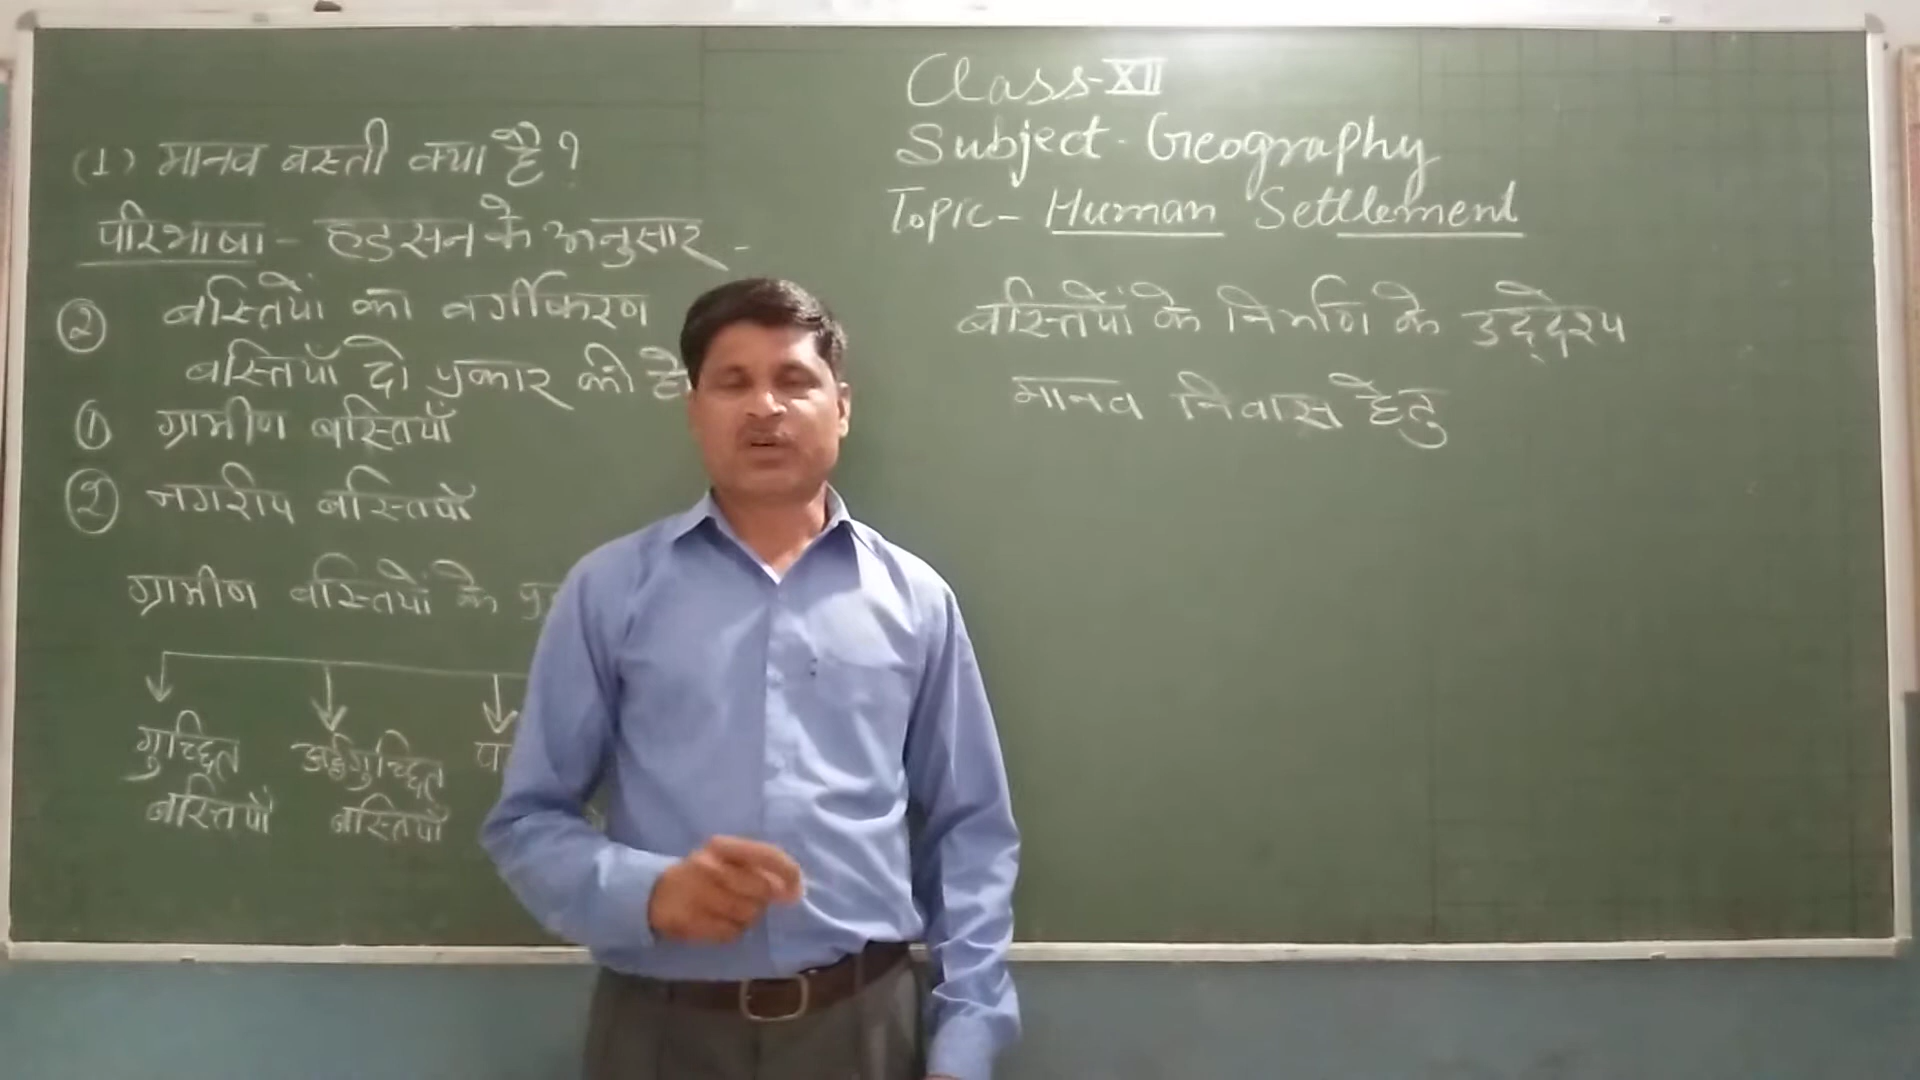 (1) मानव बस्ती क्या है ?
परिभाषा - हडसन के अनुसार -
② बस्तियों का वर्गीकरण
बस्तियाँ दो प्रकार की है
① ग्रामीण बस्तियाँ
② नगरीय बस्तियाँ
ग्रामीण बस्तियों के
गुच्छित अर्द्धगुच्छित
बस्तियाँ बस्तियाँ
Class-XII
Subject-Geography
Topic-Human Settlement
बस्तियों के निर्माण के उद्देश्य
मानव निवास हेतु